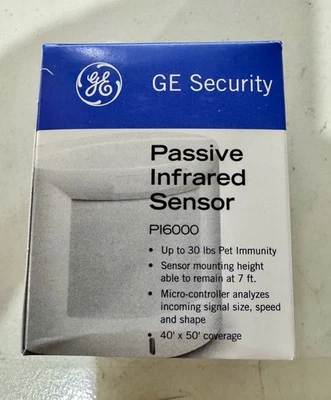 GE
GE Security
Passive
Infrared
Sensor
PI6000
• Up to 30 lbs Pet Immunity
• Sensor mounting height
able to remain at 7 ft.
• Micro-controller analyzes
incoming signal size, speed
and shape
• 40' x 50' coverage